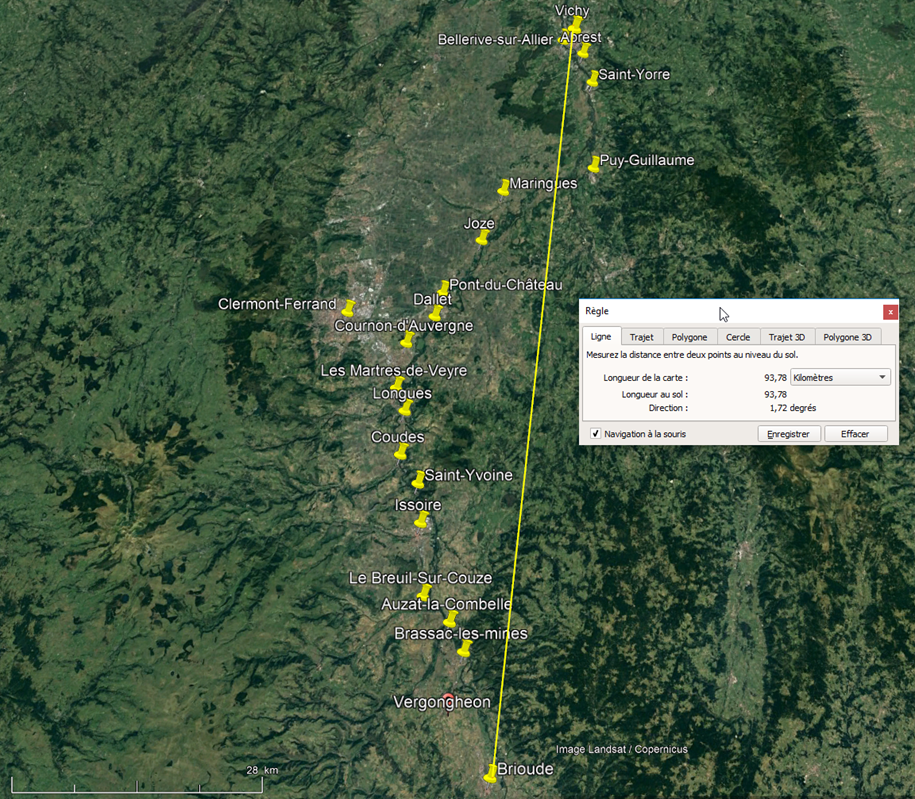 Vichy
Bellerive-sur-Allier
Abrest
Saint-Yorre
Puy-Guillaume
Maringues
Joze
Pont-du-Château
Clermont-Ferrand
Dallet
Cournon-d'Auvergne
Les Martres-de-Veyre
Longues
Coudes
Saint-Yvoine
Issoire
Le Breuil-Sur-Couze
Auzat-la-Combelle
Brassac-les-mines
Vergongheon
Brioude
Image Landsat / Copernicus
28 km
Règle
x
Ligne Trajet Polygone Cercle Trajet 3D Polygone 3D
Mesurez la distance entre deux points au niveau du sol.
Longueur de la carte : 93,78 Kilomètres
Longueur au sol : 93,78
Direction : 1,72 degrés
Navigation à la souris Enregistrer Effacer